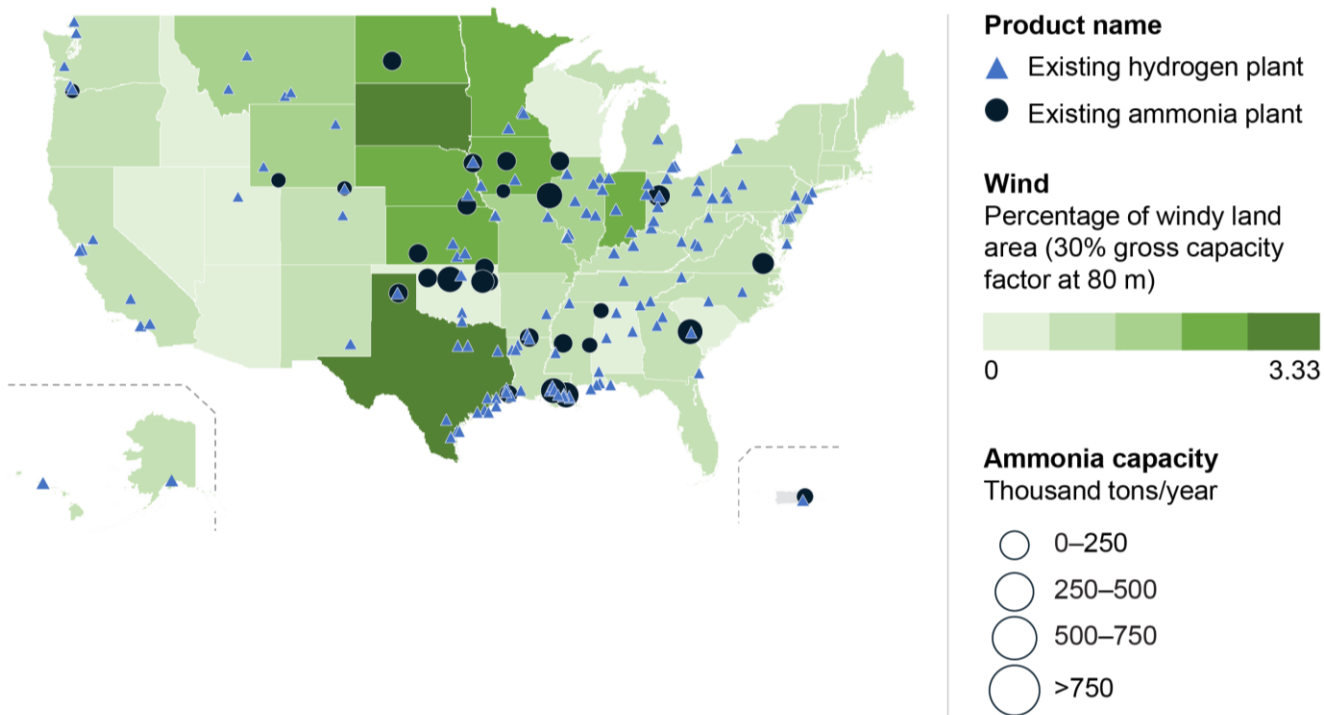 Product name
Existing hydrogen plant
Existing ammonia plant
Wind
Percentage of windy land
area (30% gross capacity
factor at 80 m)
0
3.33
Ammonia capacity
Thousand tons/year
0–250
250–500
500–750
>750